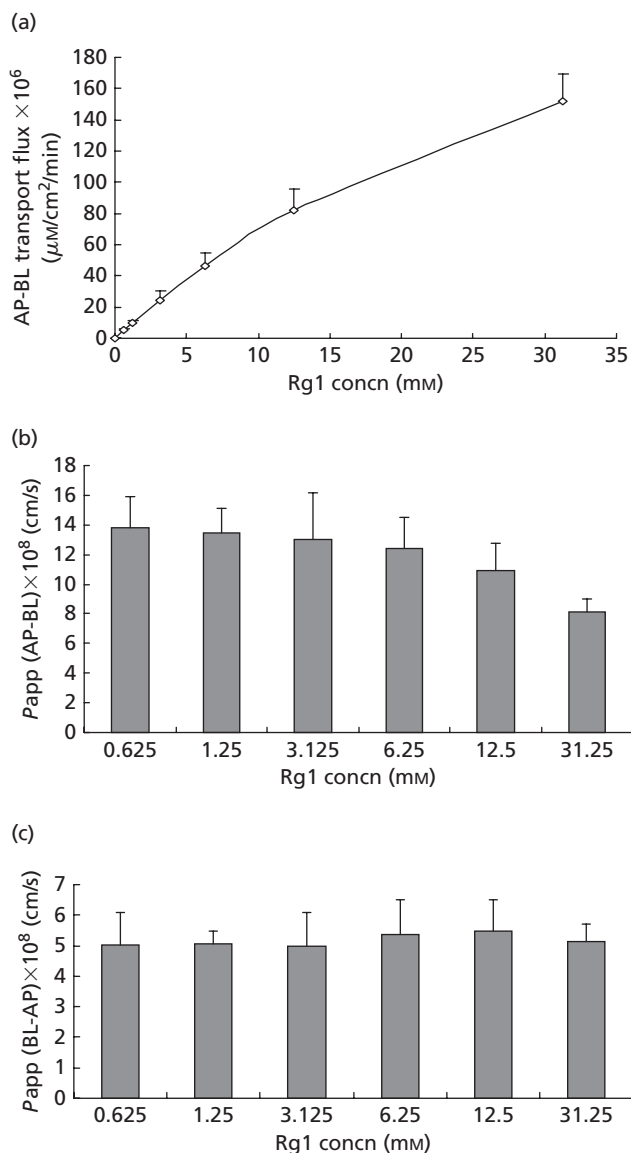 (a)
180
160
140
120
100
80
60
40
20
0
AP-BL transport flux ×10⁶
(μM/cm²/min)
0 5 10 15 20 25 30 35
Rg1 concn (mM)
(b)
18
16
14
12
10
8
6
4
2
0
Papp (AP-BL)×10⁸ (cm/s)
0.625 1.25 3.125 6.25 12.5 31.25
Rg1 concn (mM)
(c)
7
6
5
4
3
2
1
0
Papp (BL-AP)×10⁸ (cm/s)
0.625 1.25 3.125 6.25 12.5 31.25
Rg1 concn (mM)